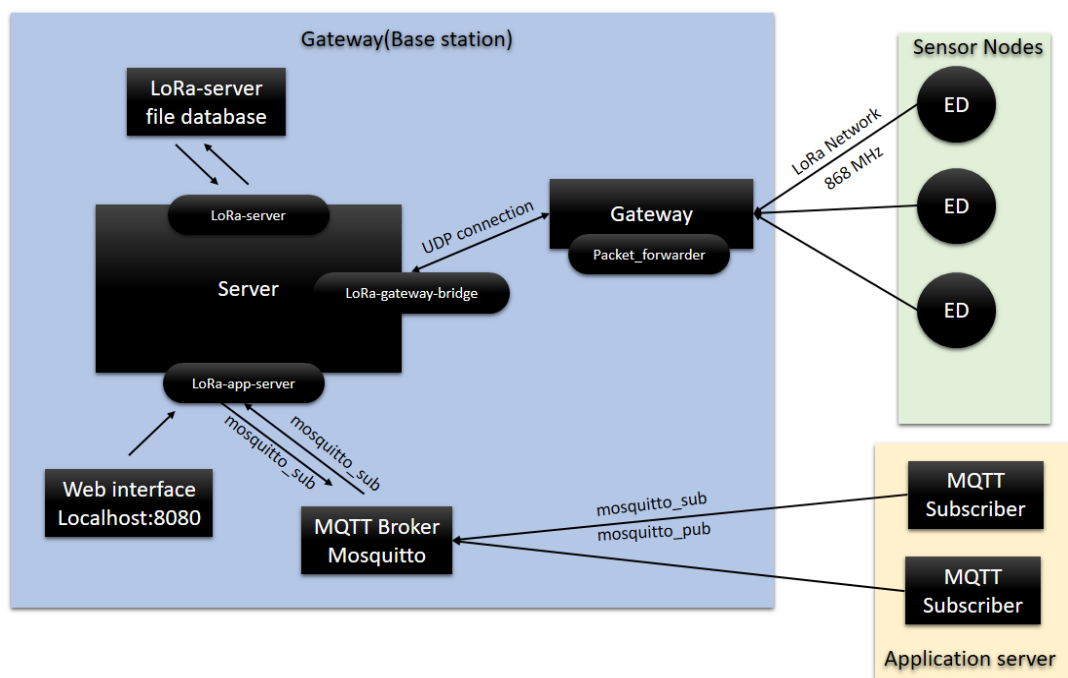 Gateway(Base station)
LoRa-server
file database
LoRa-server
Server
LoRa-gateway-bridge
LoRa-app-server
UDP connection
Gateway
Packet_forwarder
LoRa Network
868 MHz
Sensor Nodes
ED
ED
ED
Web interface
Localhost:8080
mosquitto_sub
mosquitto_sub
MQTT Broker
Mosquitto
mosquitto_sub
mosquitto_pub
MQTT
Subscriber
MQTT
Subscriber
Application server